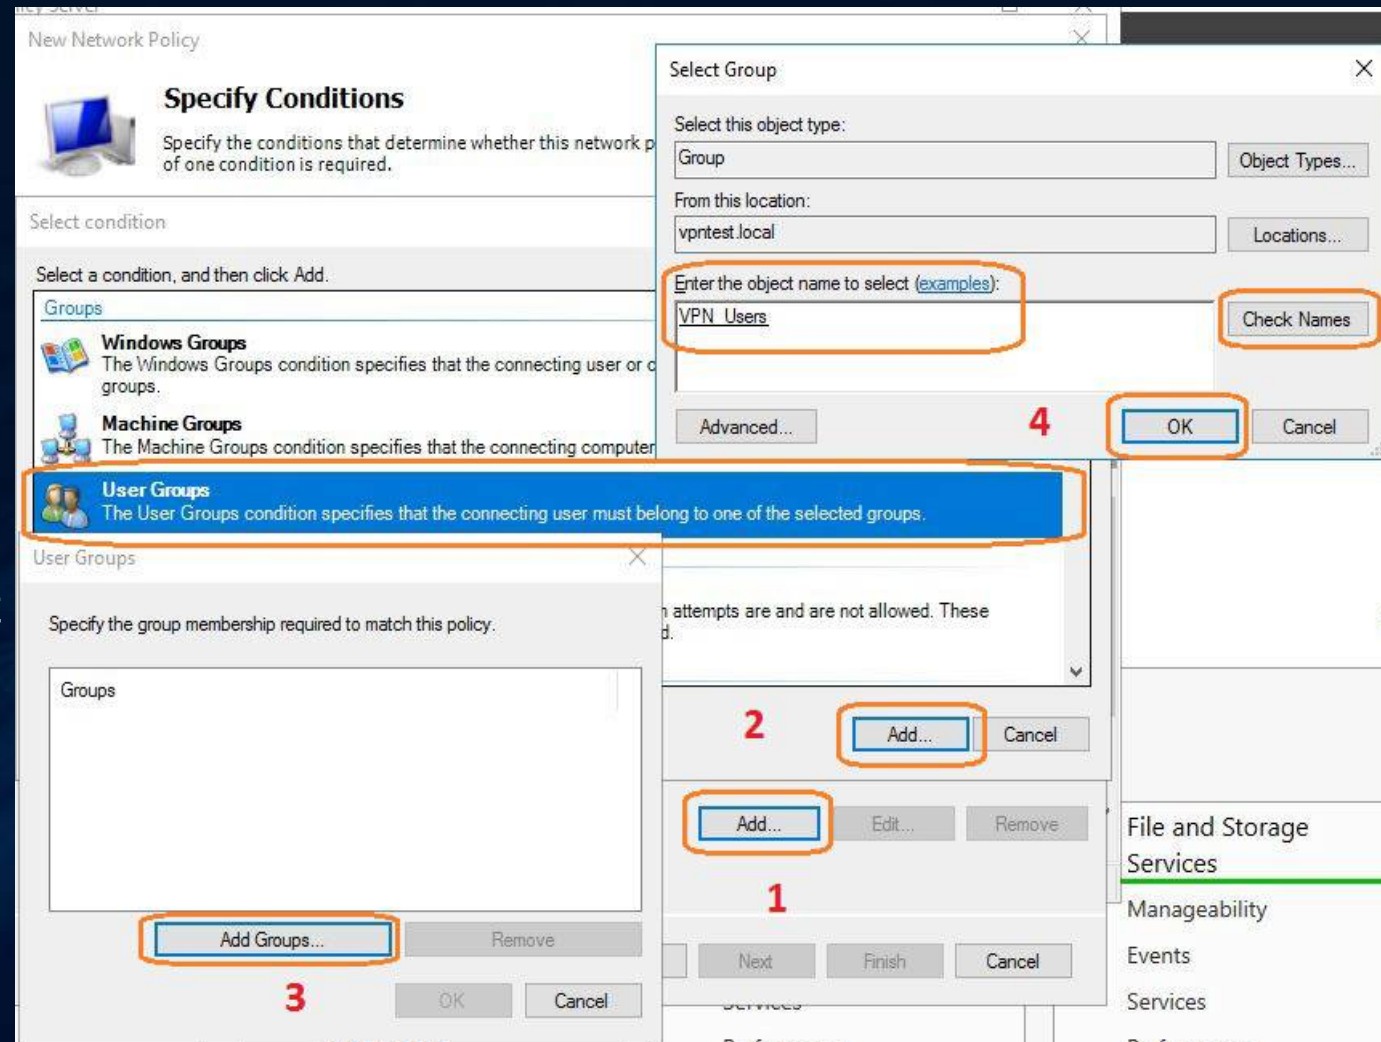 New Network Policy
Specify Conditions
Specify the conditions that determine whether this network p
of one condition is required.
Select condition
Select a condition, and then click Add.
Groups
Windows Groups
The Windows Groups condition specifies that the connecting user or c
groups.
Machine Groups
The Machine Groups condition specifies that the connecting computer
User Groups
The User Groups condition specifies that the connecting user must belong to one of the selected groups.
Select Group
Select this object type:
Group
Object Types...
From this location:
vpntest.local
Locations...
Enter the object name to select (examples):
VPN Users
Check Names
Advanced...
4
OK
Cancel
User Groups
Specify the group membership required to match this policy.
Groups
Add Groups...
Remove
3
OK
Cancel
attempts are and are not allowed. These
d.
2
Add...
Cancel
Add...
Edit...
Remove
1
Next
Finish
Cancel
File and Storage
Services
Manageability
Events
Services